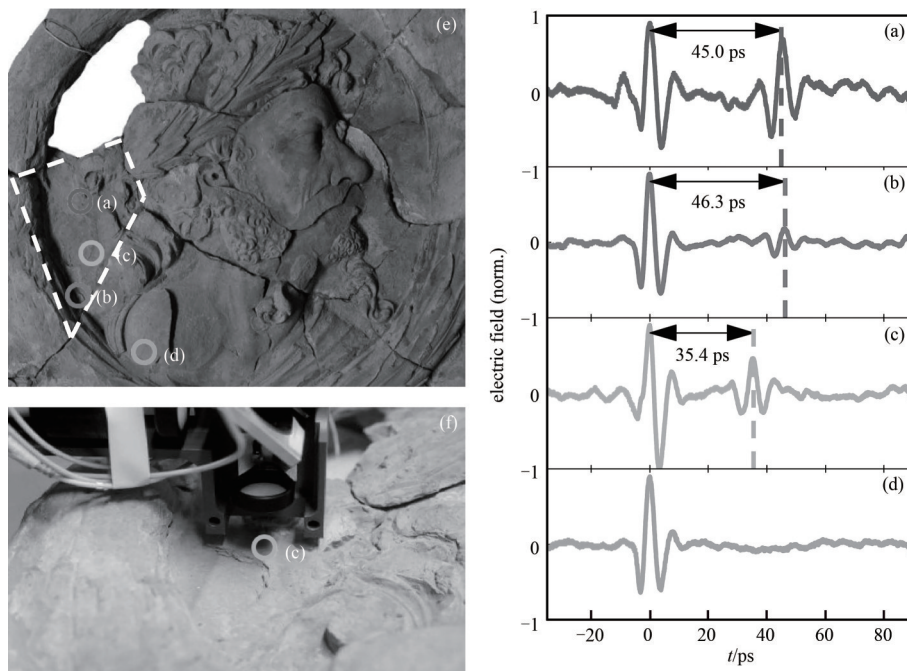 (e)
(a)
(c)
(b)
(d)
(f)
(c)
electric field (norm.)
1
0
−1
(a)
45.0 ps
0
−1
(b)
46.3 ps
0
−1
(c)
35.4 ps
0
−1
(d)
−20 0 20 40 60 80
t/ps